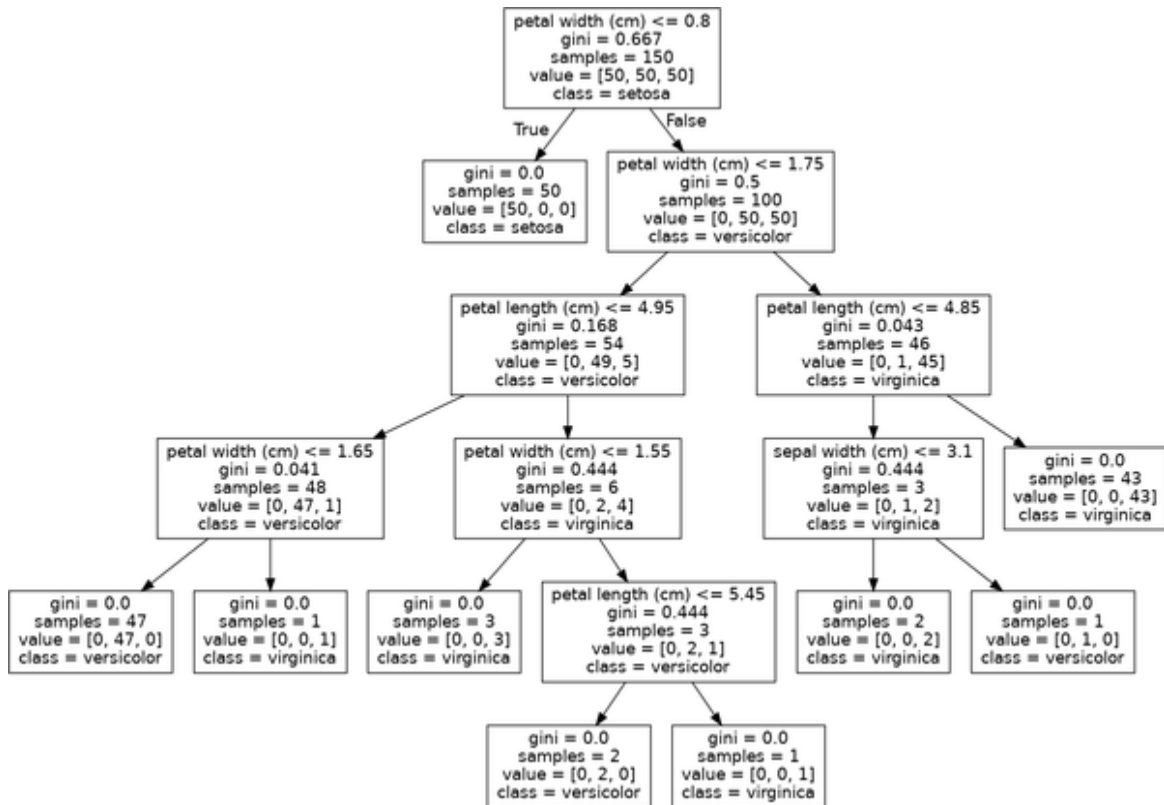 petal width (cm) <= 0.8
gini = 0.667
samples = 150
value = [50, 50, 50]
class = setosa
True
False
gini = 0.0
samples = 50
value = [50, 0, 0]
class = setosa
petal width (cm) <= 1.75
gini = 0.5
samples = 100
value = [0, 50, 50]
class = versicolor
petal length (cm) <= 4.95
gini = 0.168
samples = 54
value = [0, 49, 5]
class = versicolor
petal length (cm) <= 4.85
gini = 0.043
samples = 46
value = [0, 1, 45]
class = virginica
petal width (cm) <= 1.65
gini = 0.041
samples = 48
value = [0, 47, 1]
class = versicolor
petal width (cm) <= 1.55
gini = 0.444
samples = 6
value = [0, 2, 4]
class = virginica
sepal width (cm) <= 3.1
gini = 0.444
samples = 3
value = [0, 1, 2]
class = virginica
gini = 0.0
samples = 43
value = [0, 0, 43]
class = virginica
gini = 0.0
samples = 47
value = [0, 47, 0]
class = versicolor
gini = 0.0
samples = 1
value = [0, 0, 1]
class = virginica
gini = 0.0
samples = 3
value = [0, 0, 3]
class = virginica
petal length (cm) <= 5.45
gini = 0.444
samples = 3
value = [0, 2, 1]
class = versicolor
gini = 0.0
samples = 2
value = [0, 0, 2]
class = virginica
gini = 0.0
samples = 1
value = [0, 1, 0]
class = versicolor
gini = 0.0
samples = 2
value = [0, 2, 0]
class = versicolor
gini = 0.0
samples = 1
value = [0, 0, 1]
class = virginica